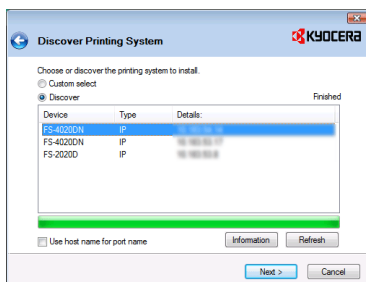 Discover Printing System
KYOCERA
Choose or discover the printing system to install.
Custom select
Discover
Finished
Device Type Details:
FS-4020DN IP
FS-4020DN IP
FS-2020D IP
Use host name for port name
Information
Refresh
Next >
Cancel